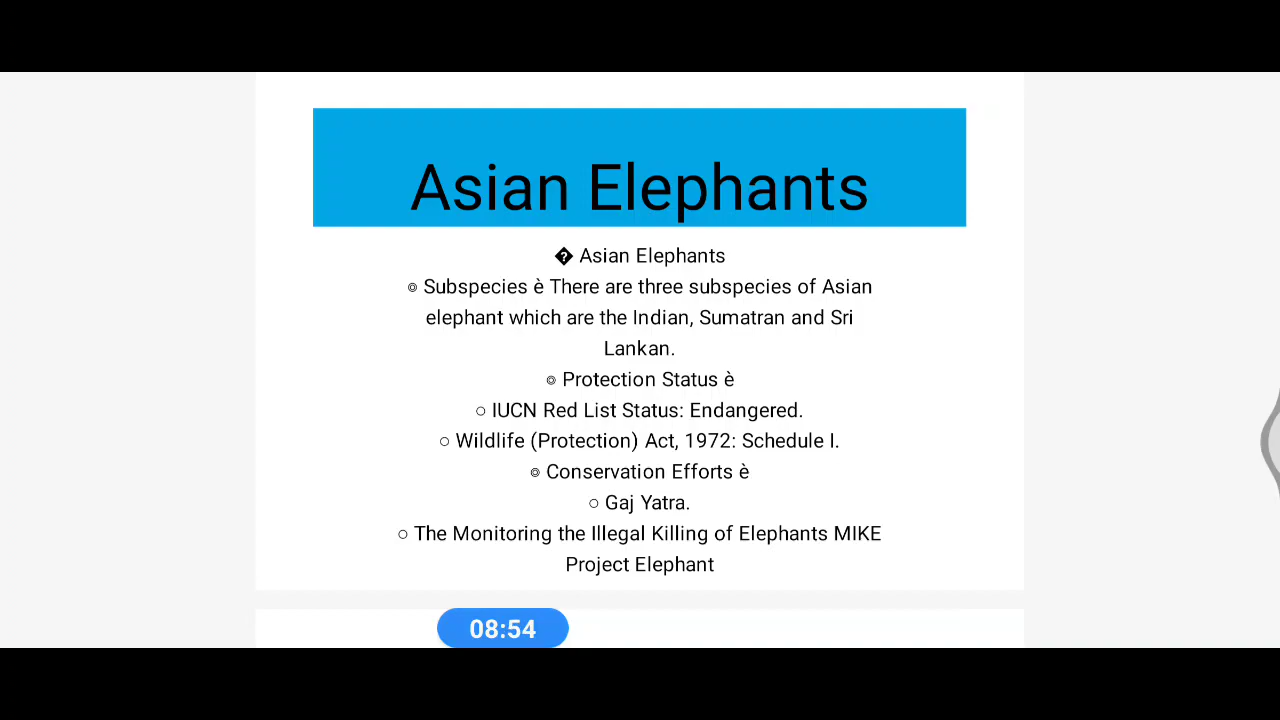 Asian Elephants
� Asian Elephants
⌾ Subspecies è There are three subspecies of Asian
elephant which are the Indian, Sumatran and Sri
Lankan.
⌾ Protection Status è
○ IUCN Red List Status: Endangered.
○ Wildlife (Protection) Act, 1972: Schedule I.
⌾ Conservation Efforts è
○ Gaj Yatra.
○ The Monitoring the Illegal Killing of Elephants MIKE
Project Elephant
08:54